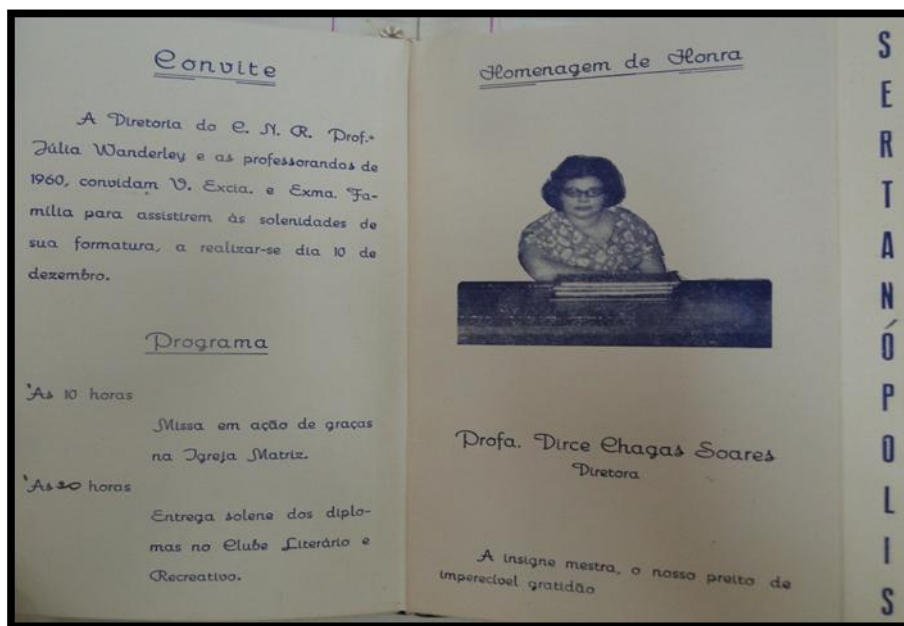 Convite
A Diretoria do C. N. R. Prof.ª
Júlia Wanderley e as professorandas de
1960, convidam V. Excia. e Exma. Fa-
mília para assistirem às solenidades de
sua formatura, a realizar-se dia 10 de
dezembro.
Programa
'As 10 horas
Missa em ação de graças
na Igreja Matriz.
'As 20 horas
Entrega solene dos diplo-
mas no Clube Literário e
Recreativo.
Homenagem de Honra
Profa. Dirce Chagas Soares
Diretora
A insigne mestra, o nosso preito de
imperecível gratidão
SERTANÓPOLIS